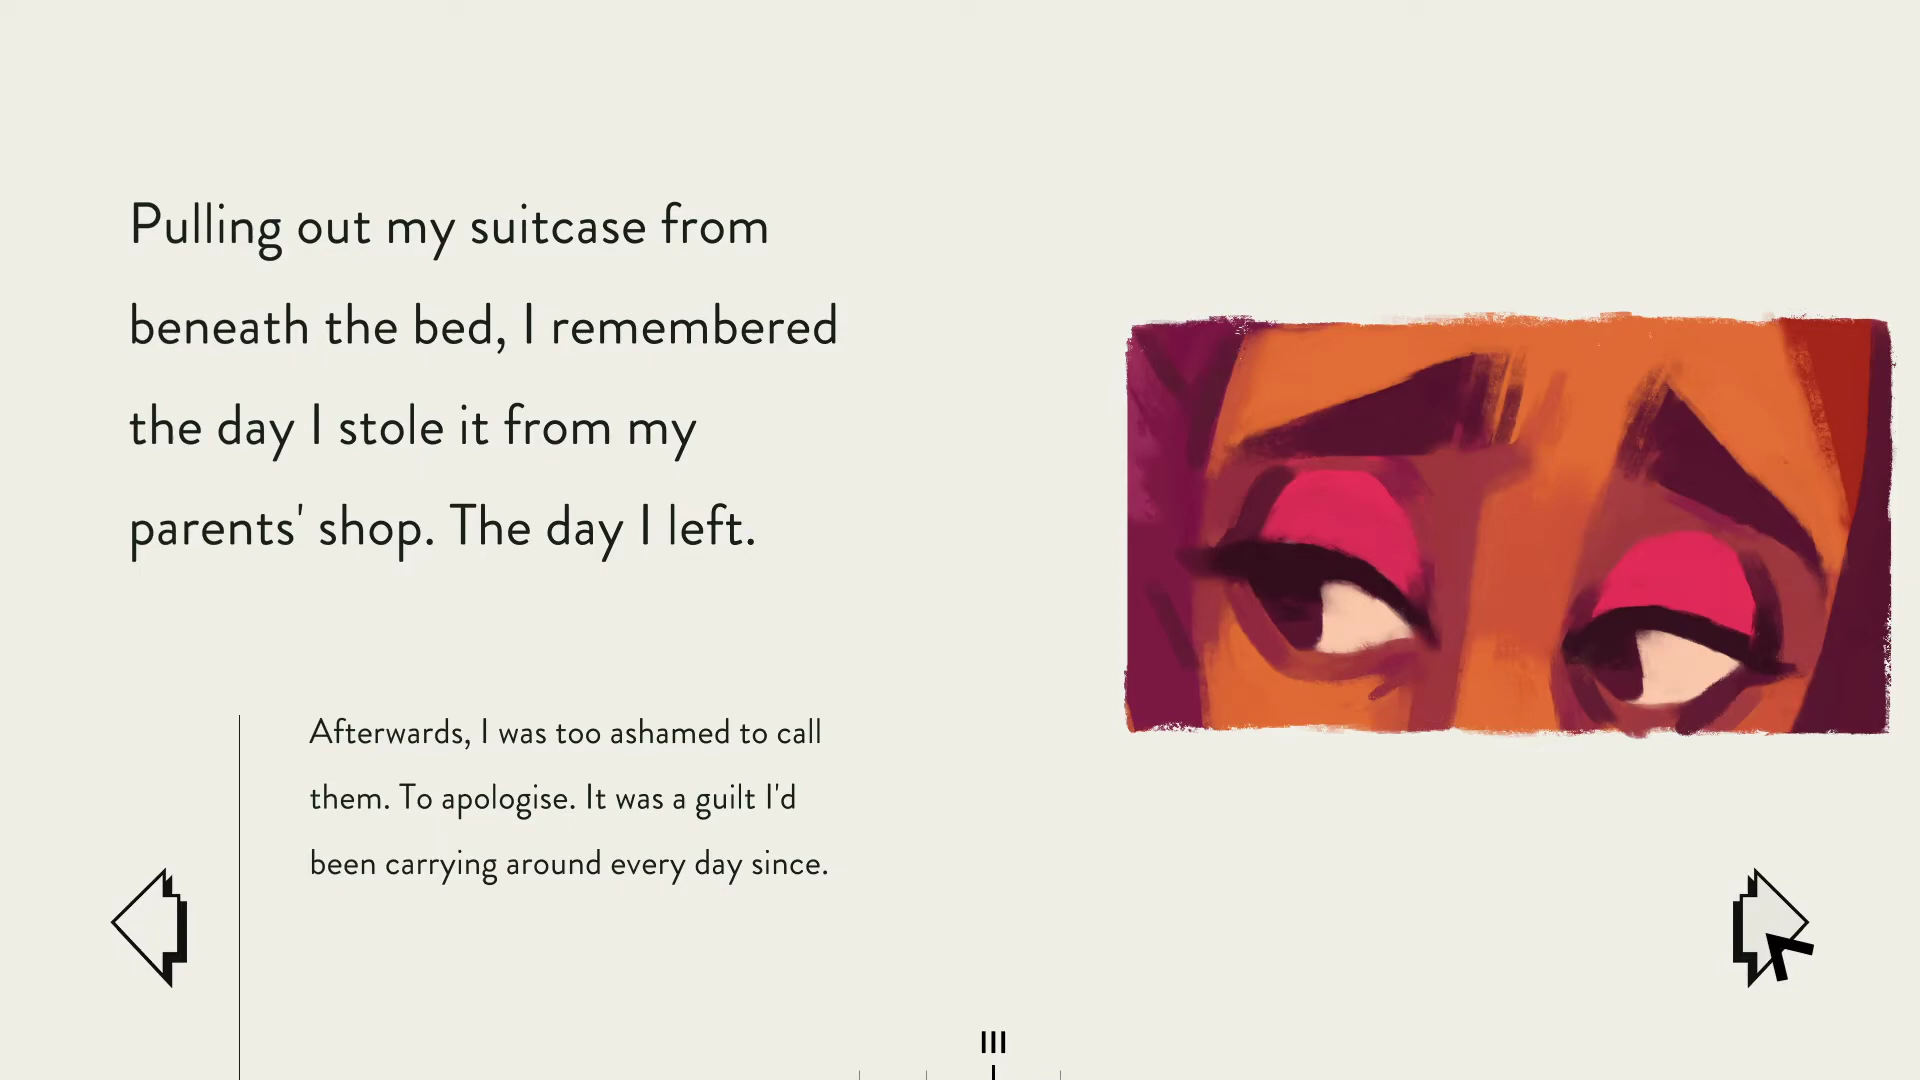 Pulling out my suitcase from
beneath the bed, I remembered
the day I stole it from my
parents' shop. The day I left.
Afterwards, I was too ashamed to call
them. To apologise. It was a guilt I'd
been carrying around every day since.
III